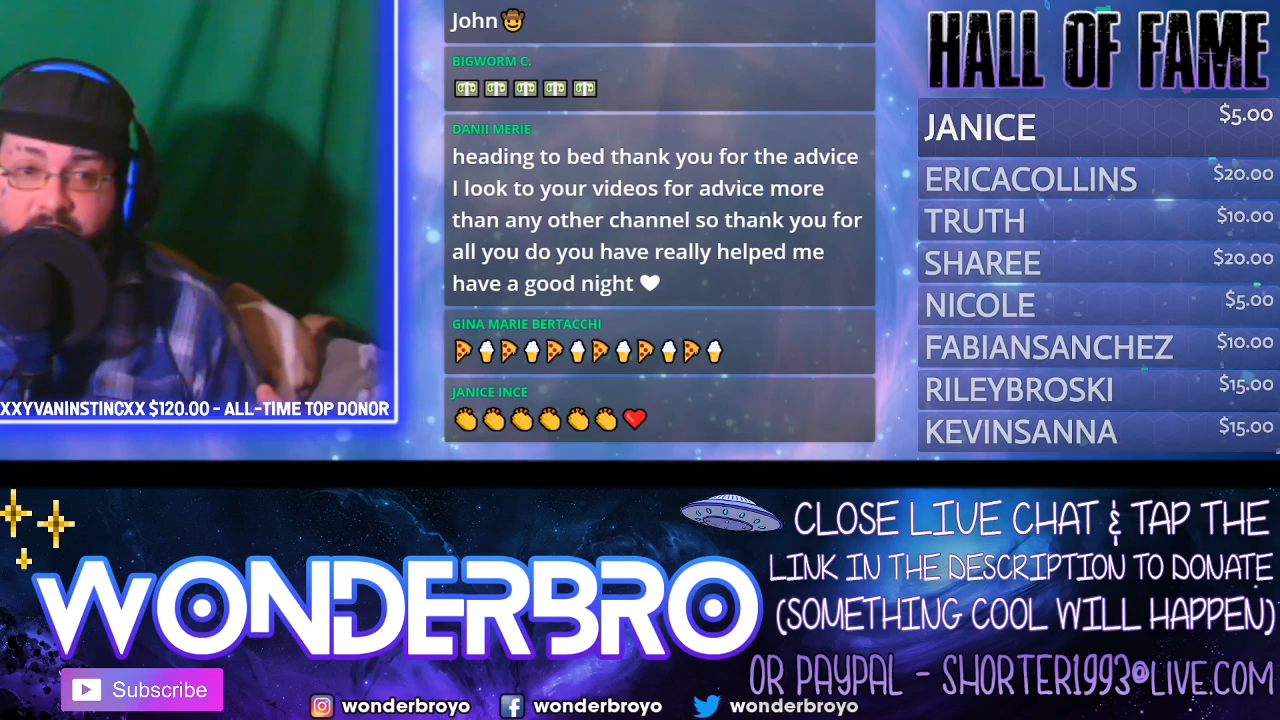 John🤠
BIGWORM C.
💵💵💵💵💵
DANII MERIE
heading to bed thank you for the advice
I look to your videos for advice more
than any other channel so thank you for
all you do you have really helped me
have a good night 🤍
GINA MARIE BERTACCHI
🍕🍦🍕🍦🍕🍦🍕🍦🍕🍦🍕🍦
JANICE INCE
👏👏👏👏👏👏❤️
XXYVANINSTINCXX $120.00 - ALL-TIME TOP DONOR
HALL OF FAME
JANICE $5.00
ERICACOLLINS $20.00
TRUTH $10.00
SHAREE $20.00
NICOLE $5.00
FABIANSANCHEZ $10.00
RILEYBROSKI $15.00
KEVINSANNA $15.00
WONDERBRO
Subscribe
wonderbroyo wonderbroyo wonderbroyo
CLOSE LIVE CHAT & TAP THE
LINK IN THE DESCRIPTION TO DONATE
(SOMETHING COOL WILL HAPPEN)
OR PAYPAL - SHORTER1993@LIVE.COM